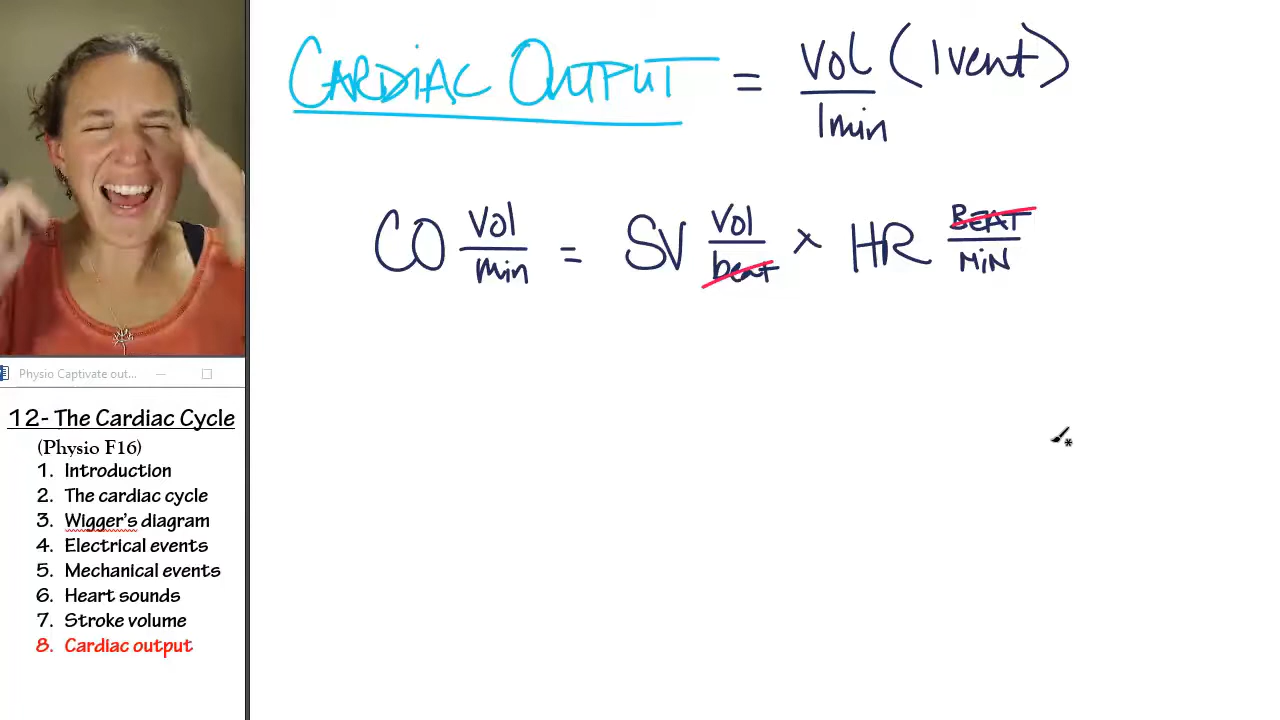 CARDIAC OUTPUT = Vol / 1min (1vent)
CO Vol / min = SV Vol / beat × HR BEAT / MIN
Physio Captivate out...
12- The Cardiac Cycle
(Physio F16)
1. Introduction
2. The cardiac cycle
3. Wigger's diagram
4. Electrical events
5. Mechanical events
6. Heart sounds
7. Stroke volume
8. Cardiac output